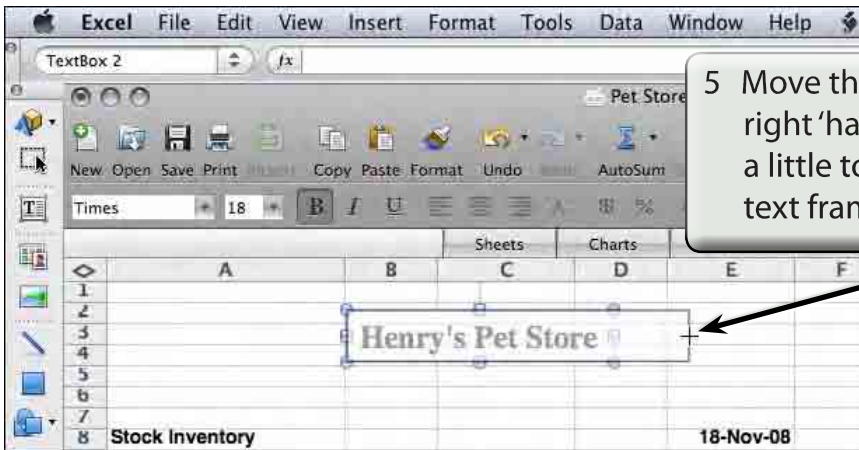 Excel File Edit View Insert Format Tools Data Window Help
TextBox 2 fx
Pet Store
New Open Save Print Copy Paste Format Undo AutoSum
Times 18 B I U
Sheets Charts
A B C D E F
1
2
3 Henry's Pet Store
4
5
6
7
8 Stock Inventory 18-Nov-08
5 Move th
right 'ha
a little to
text fran